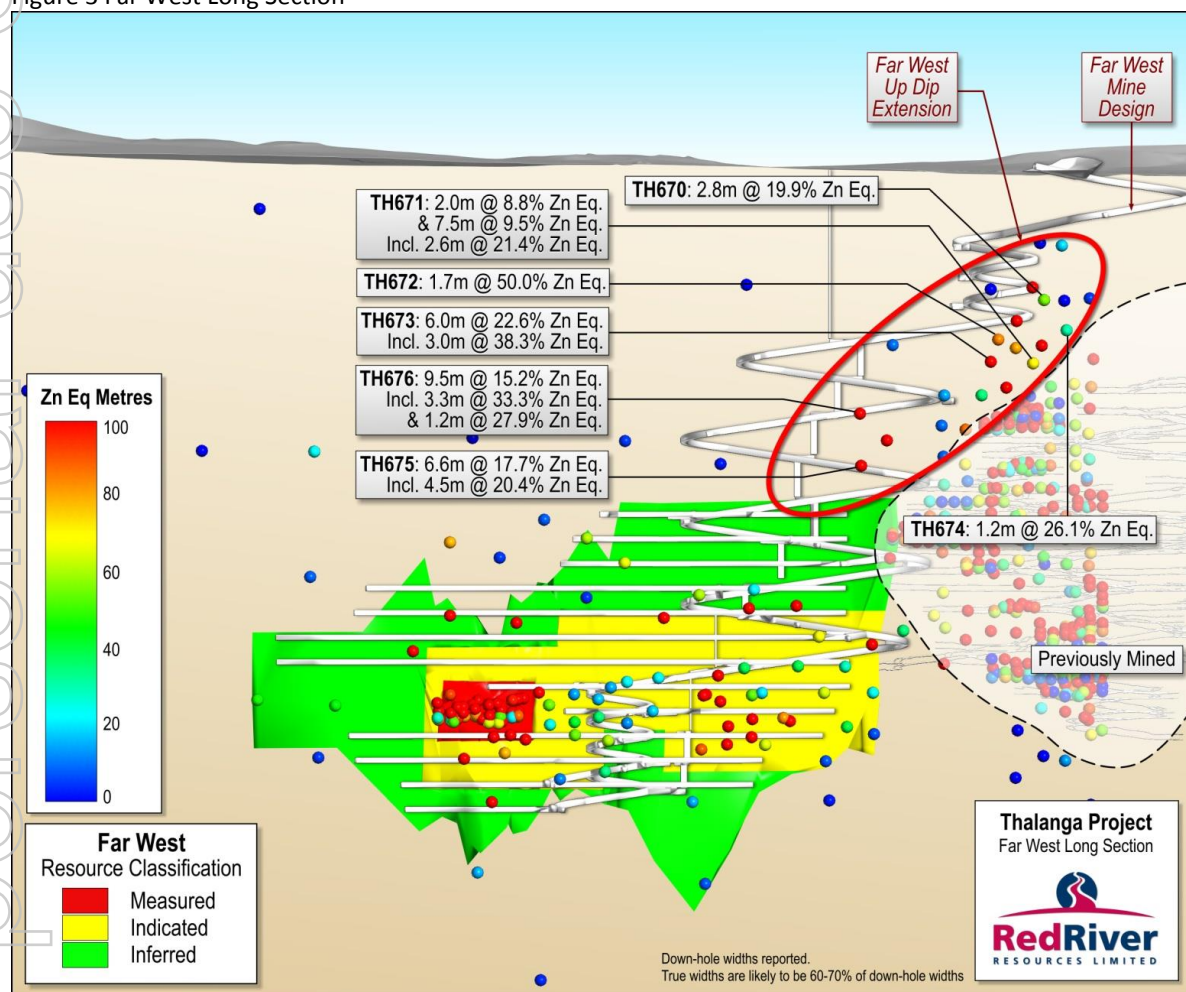 Figure 3 Far West Long Section
Far West
Up Dip
Extension
Far West
Mine
Design
TH670: 2.8m @ 19.9% Zn Eq.
TH671: 2.0m @ 8.8% Zn Eq.
& 7.5m @ 9.5% Zn Eq.
Incl. 2.6m @ 21.4% Zn Eq.
TH672: 1.7m @ 50.0% Zn Eq.
TH673: 6.0m @ 22.6% Zn Eq.
Incl. 3.0m @ 38.3% Zn Eq.
TH676: 9.5m @ 15.2% Zn Eq.
Incl. 3.3m @ 33.3% Zn Eq.
& 1.2m @ 27.9% Zn Eq.
TH675: 6.6m @ 17.7% Zn Eq.
Incl. 4.5m @ 20.4% Zn Eq.
TH674: 1.2m @ 26.1% Zn Eq.
Previously Mined
Zn Eq Metres
100
80
60
40
20
0
Far West
Resource Classification
Measured
Indicated
Inferred
Down-hole widths reported.
True widths are likely to be 60-70% of down-hole widths
Thalanga Project
Far West Long Section
RedRiver
RESOURCES LIMITED